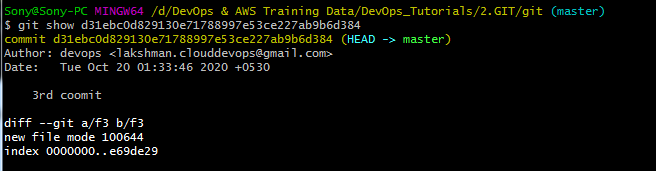 Sony@Sony-PC MINGW64 /d/DevOps & AWS Training Data/DevOps_Tutorials/2.GIT/git (master)
$ git show d31ebc0d829130e71788997e53ce227ab9b6d384
commit d31ebc0d829130e71788997e53ce227ab9b6d384 (HEAD -> master)
Author: devops <lakshman.clouddevops@gmail.com>
Date:   Tue Oct 20 01:33:46 2020 +0530
    3rd coomit
diff --git a/f3 b/f3
new file mode 100644
index 0000000..e69de29